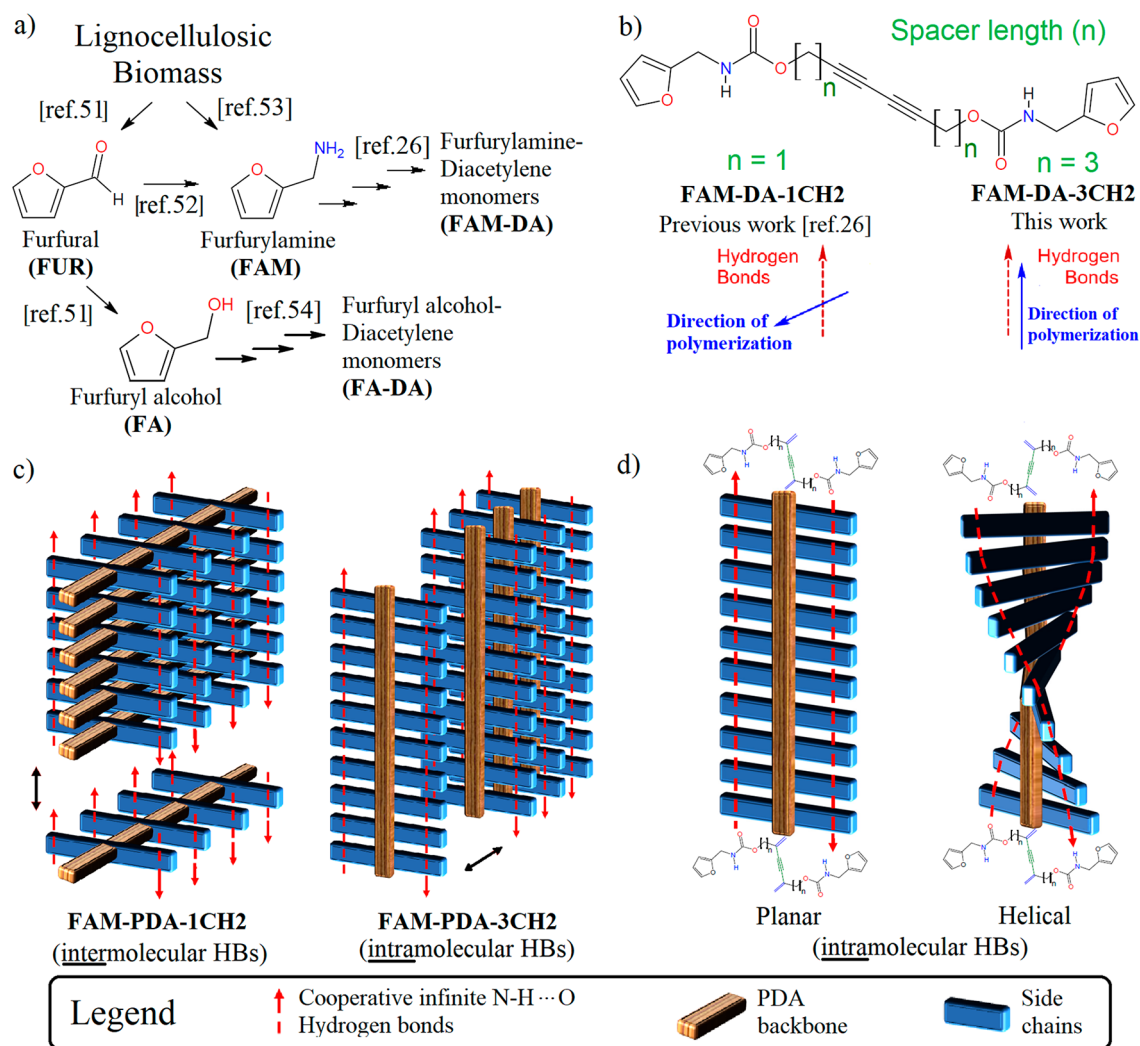 a)
Lignocellulosic
Biomass
[ref.51]
[ref.53]
O
O
H
[ref.52]
O
NH2
[ref.26]
Furfurylamine-
Diacetylene
monomers
(FAM-DA)
Furfural
(FUR)
Furfurylamine
(FAM)
[ref.51]
O
OH
[ref.54]
Furfuryl alcohol-
Diacetylene
monomers
(FA-DA)
Furfuryl alcohol
(FA)
b)
Spacer length (n)
O
N
H
O
O
n
n
O
O
H
N
O
n = 1
n = 3
FAM-DA-1CH2
FAM-DA-3CH2
Previous work [ref.26]
This work
Hydrogen
Bonds
Direction of
polymerization
Hydrogen
Bonds
Direction of
polymerization
c)
FAM-PDA-1CH2
(intermolecular HBs)
FAM-PDA-3CH2
(intramolecular HBs)
d)
O
N
H
O
O
n
n
O
O
N
H
O
O
N
H
O
O
n
n
O
O
N
H
O
O
N
H
O
O
n
n
O
O
N
H
O
O
N
H
O
O
n
n
O
O
N
H
O
Planar
Helical
(intramolecular HBs)
Legend
Cooperative infinite N-H ··· O
Hydrogen bonds
PDA
backbone
Side
chains